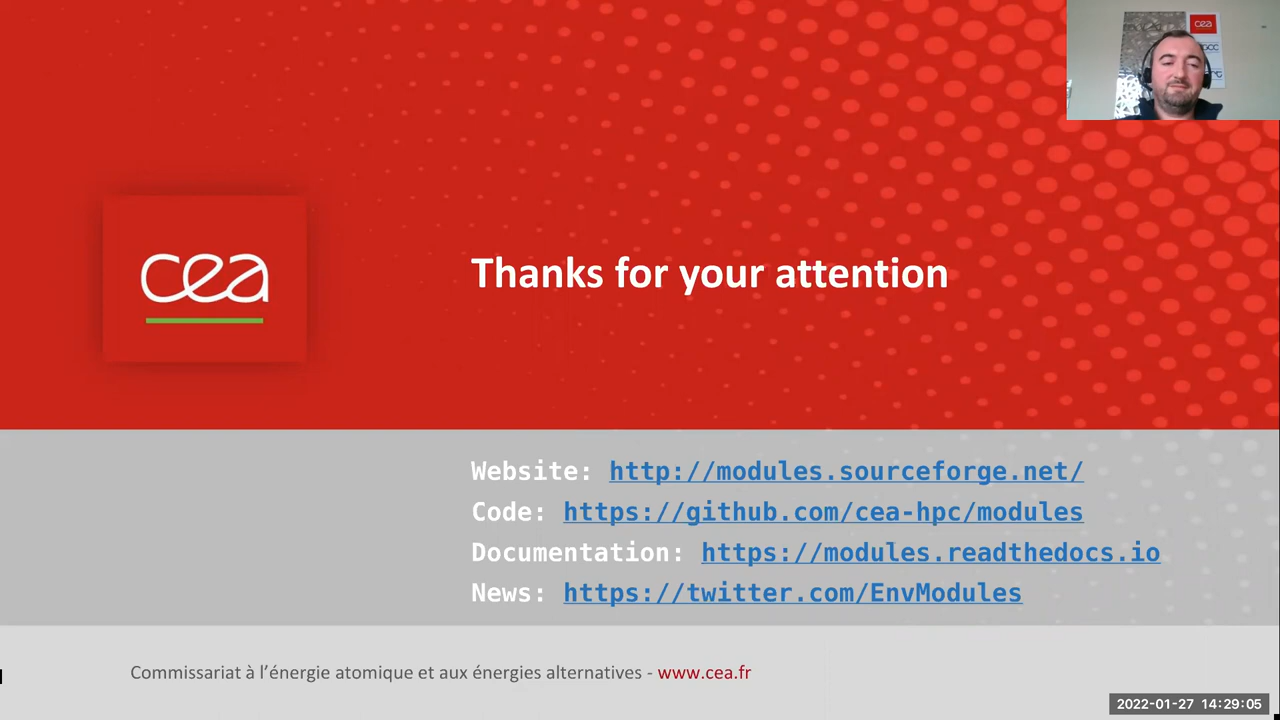 cea
cea
Thanks for your attention
Website: http://modules.sourceforge.net/
Code: https://github.com/cea-hpc/modules
Documentation: https://modules.readthedocs.io
News: https://twitter.com/EnvModules
Commissariat à l’énergie atomique et aux énergies alternatives - www.cea.fr
2022-01-27 14:29:05